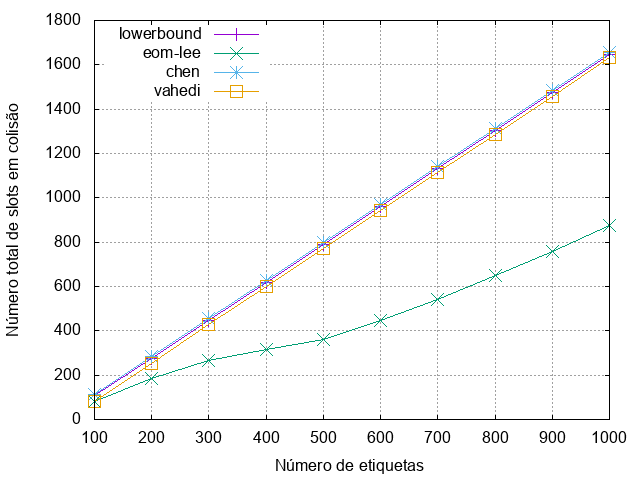 1800
1600
1400
1200
1000
800
600
400
200
0
lowerbound
eom-lee
chen
vahedi
Número total de slots em colisão
100 200 300 400 500 600 700 800 900 1000
Número de etiquetas